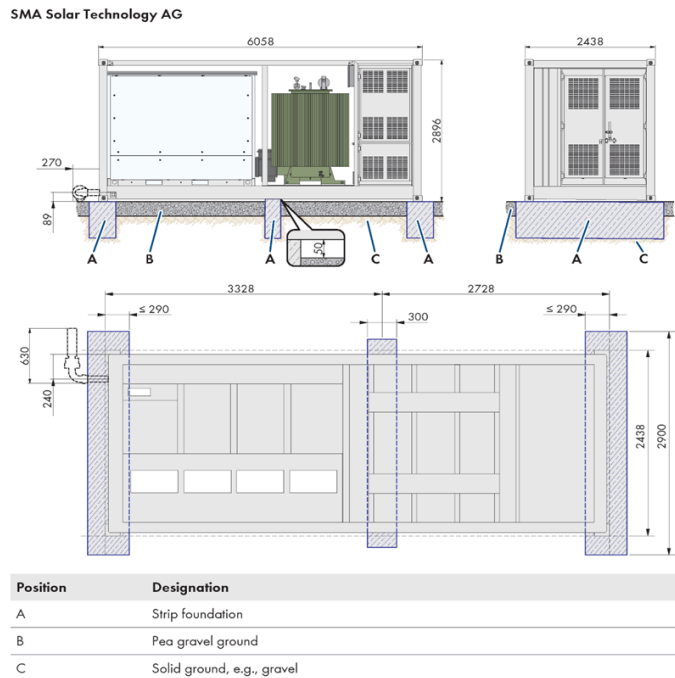 SMA Solar Technology AG
6058
2438
2896
270
89
50
A
B
A
C
A
B
A
C
3328
2728
≤ 290
300
≤ 290
630
240
2438
2900
Position Designation
A Strip foundation
B Pea gravel ground
C Solid ground, e.g., gravel